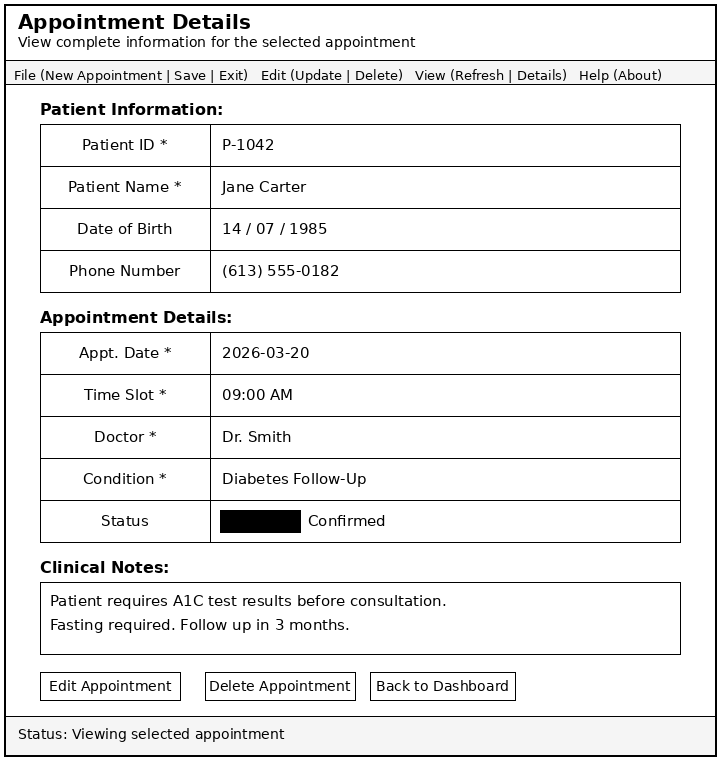 Appointment Details
View complete information for the selected appointment
File (New Appointment | Save | Exit) Edit (Update | Delete) View (Refresh | Details) Help (About)
Patient Information:
Patient ID * P-1042
Patient Name * Jane Carter
Date of Birth 14 / 07 / 1985
Phone Number (613) 555-0182
Appointment Details:
Appt. Date * 2026-03-20
Time Slot * 09:00 AM
Doctor * Dr. Smith
Condition * Diabetes Follow-Up
Status Confirmed
Clinical Notes:
Patient requires A1C test results before consultation.
Fasting required. Follow up in 3 months.
Edit Appointment Delete Appointment Back to Dashboard
Status: Viewing selected appointment